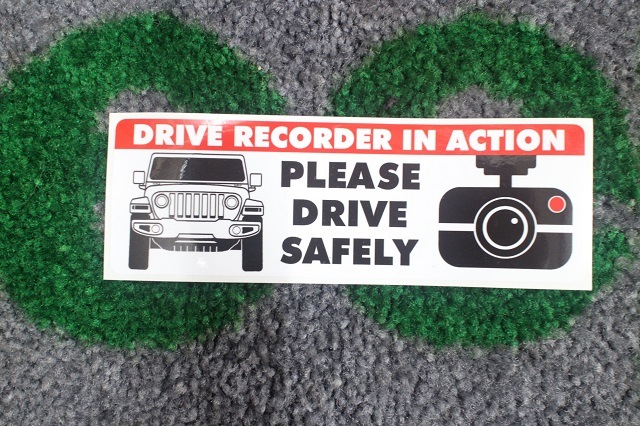 DRIVE RECORDER IN ACTION
PLEASE
DRIVE
SAFELY